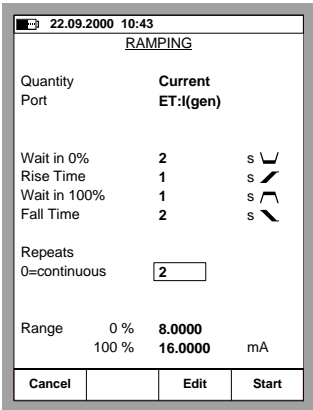 22.09.2000 10:43
RAMPING
Quantity Current
Port ET:I(gen)
Wait in 0% 2 s
Rise Time 1 s
Wait in 100% 1 s
Fall Time 2 s
Repeats
0=continuous 2
Range 0 % 8.0000
100 % 16.0000 mA
Cancel Edit Start